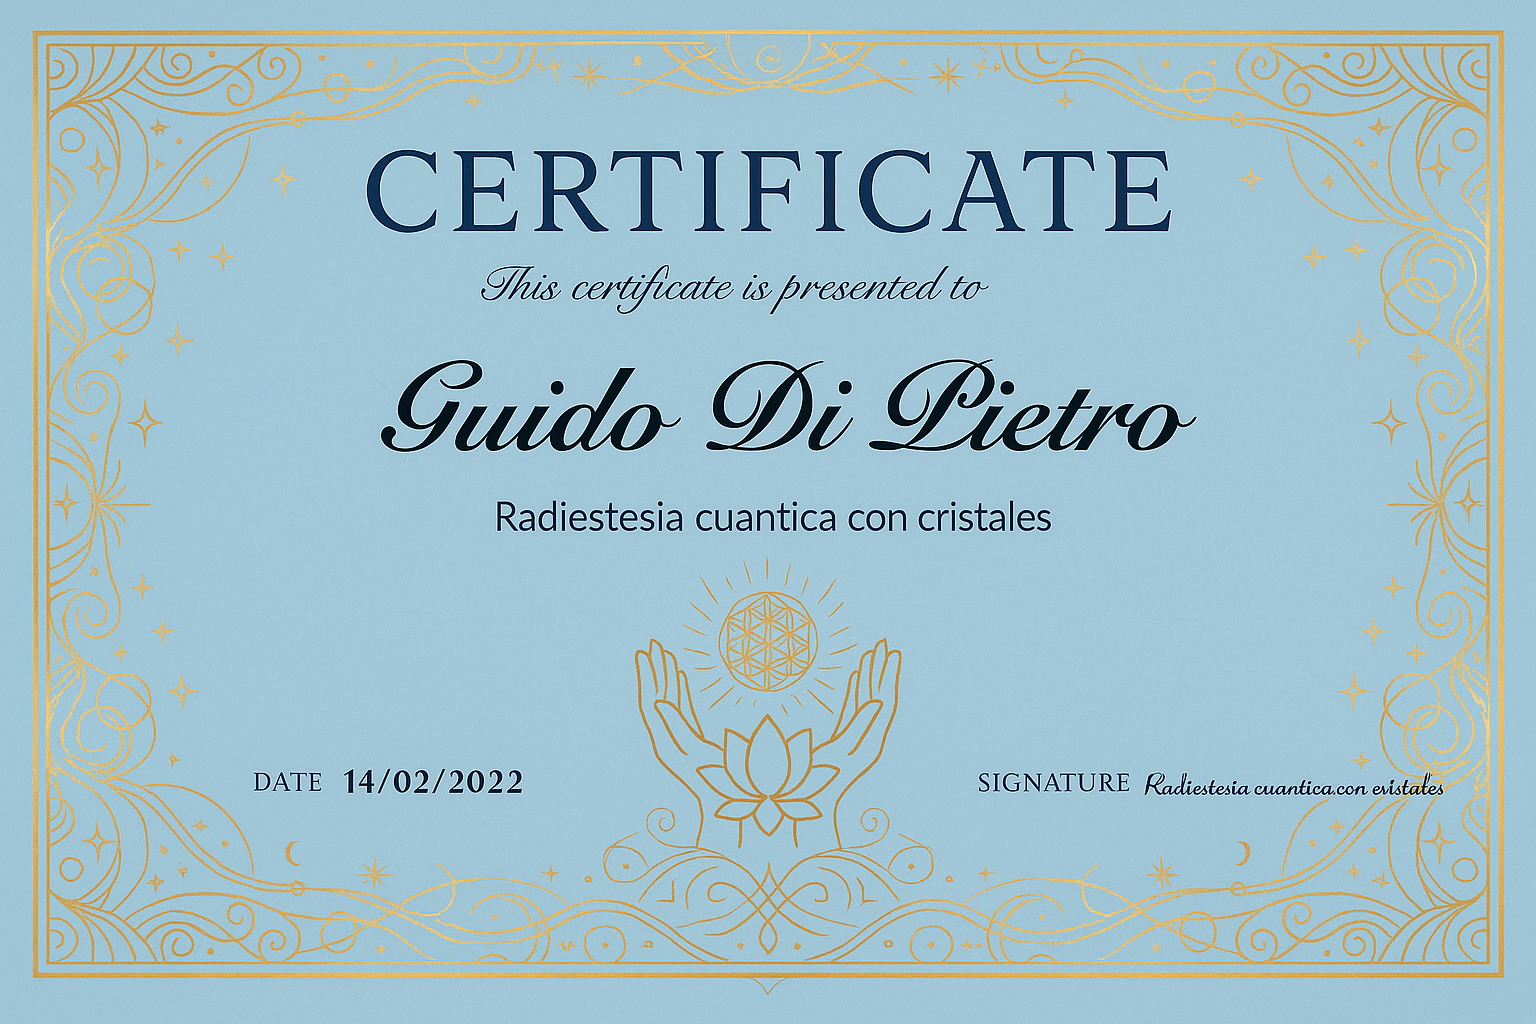 CERTIFICATE
This certificate is presented to
Guido Di Pietro
Radiestesia cuantica con cristales
DATE 14/02/2022
SIGNATURE Radiestesia cuantica.con evistales